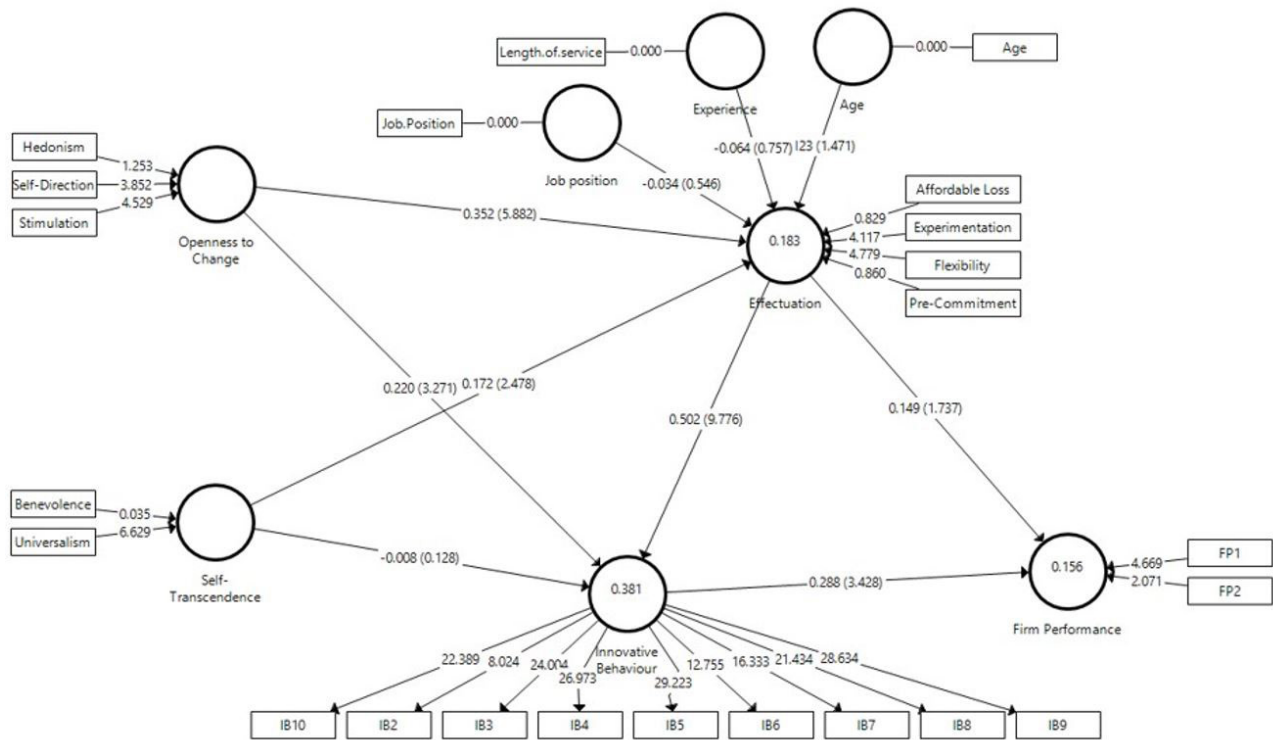 Length.of.service
0.000
0.000
Age
Experience
Age
Job.Position
0.000
Job position
Hedonism
1.253
Self-Direction
3.852
Stimulation
4.529
Openness to
Change
-0.064 (0.757)
123 (1.471)
-0.034 (0.546)
0.352 (5.882)
0.183
Effectuation
Affordable Loss
0.829
Experimentation
4.117
Flexibility
4.779
Pre-Commitment
0.860
0.220 (3.271)
0.172 (2.478)
0.502 (9.776)
0.149 (1.737)
Benevolence
0.035
Universalism
6.629
Self-
Transcendence
-0.008 (0.128)
0.381
Innovative
Behaviour
0.288 (3.428)
0.156
Firm Performance
FP1
4.669
FP2
2.071
22.389
8.024
24.004
26.973
29.223
12.755
16.333
21.434
28.634
IB10
IB2
IB3
IB4
IB5
IB6
IB7
IB8
IB9